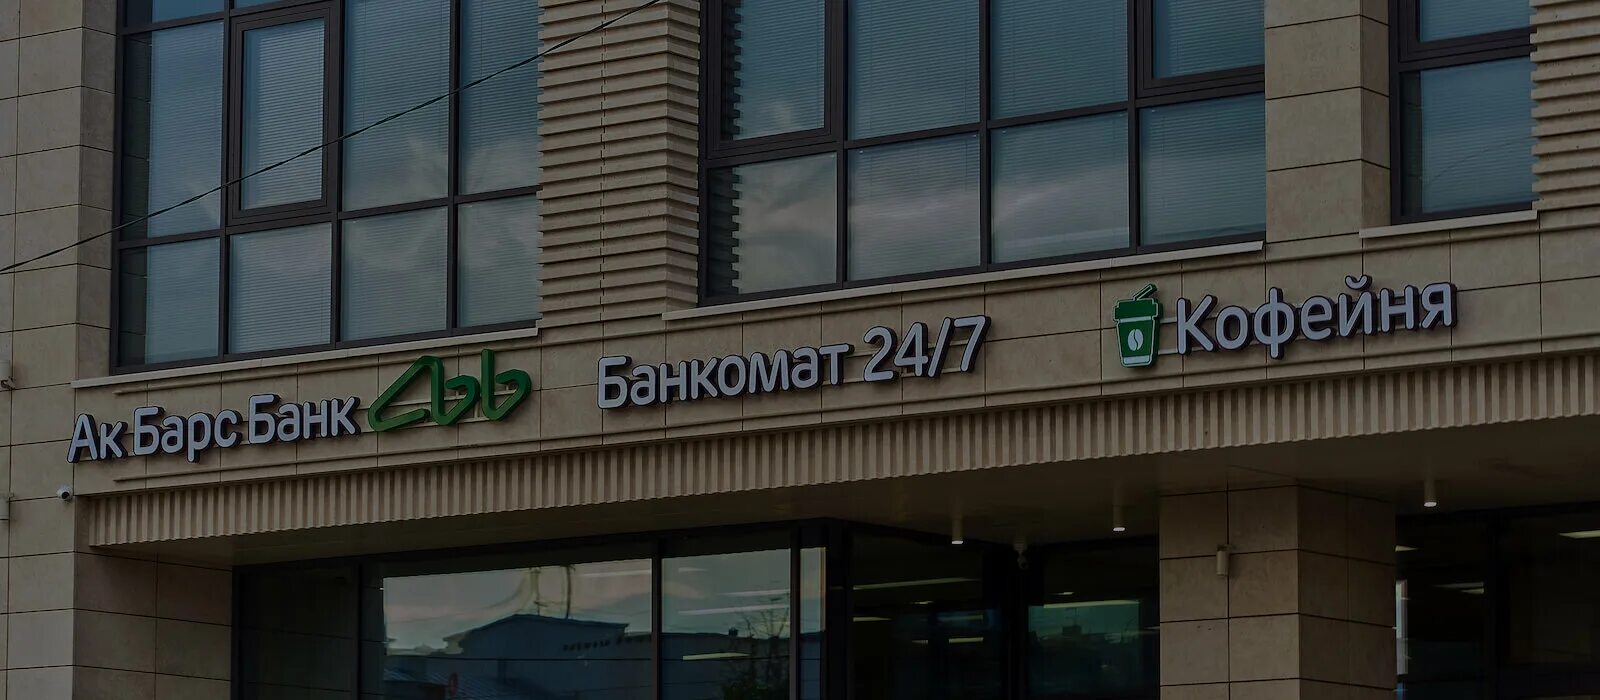 Ак Барс Банк
Банкомат 24/7
Кофейня